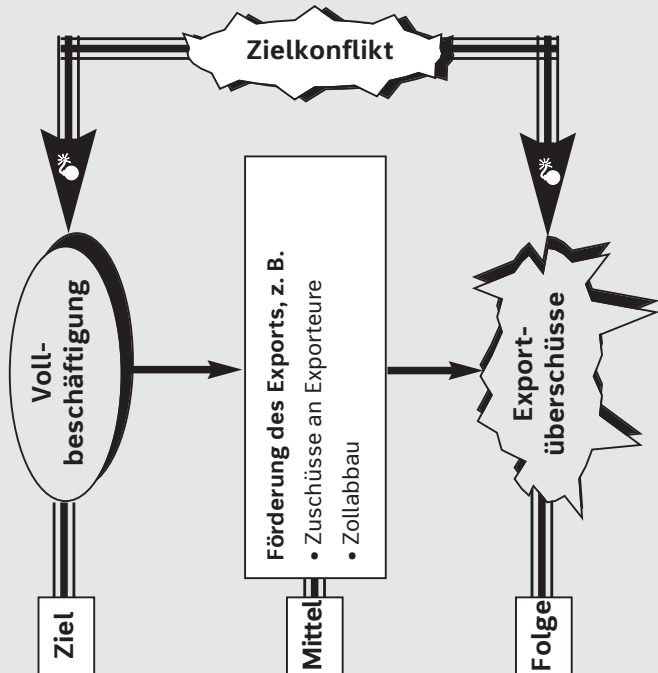 Zielkonflikt
Ziel
Voll-
beschäftigung
Mittel
Förderung des Exports, z. B.
• Zuschüsse an Exporteure
• Zollabbau
Folge
Export-
überschüsse